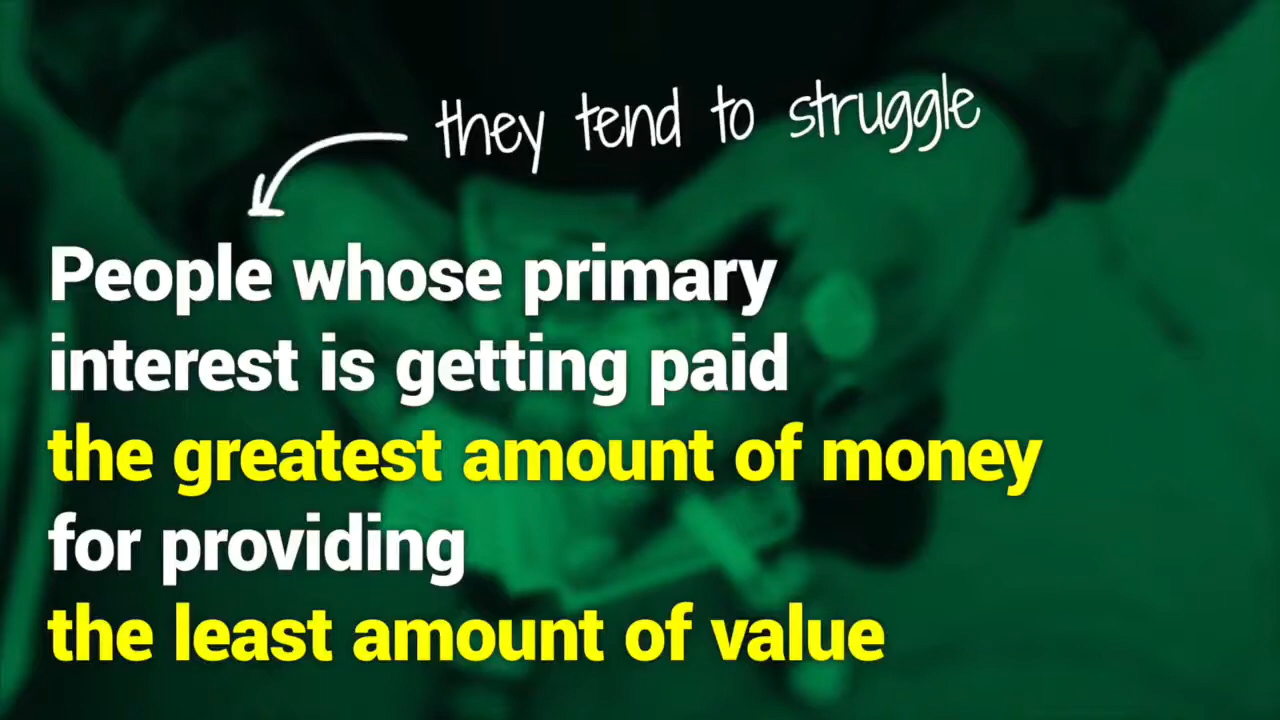 they tend to struggle
People whose primary
interest is getting paid
the greatest amount of money
for providing
the least amount of value